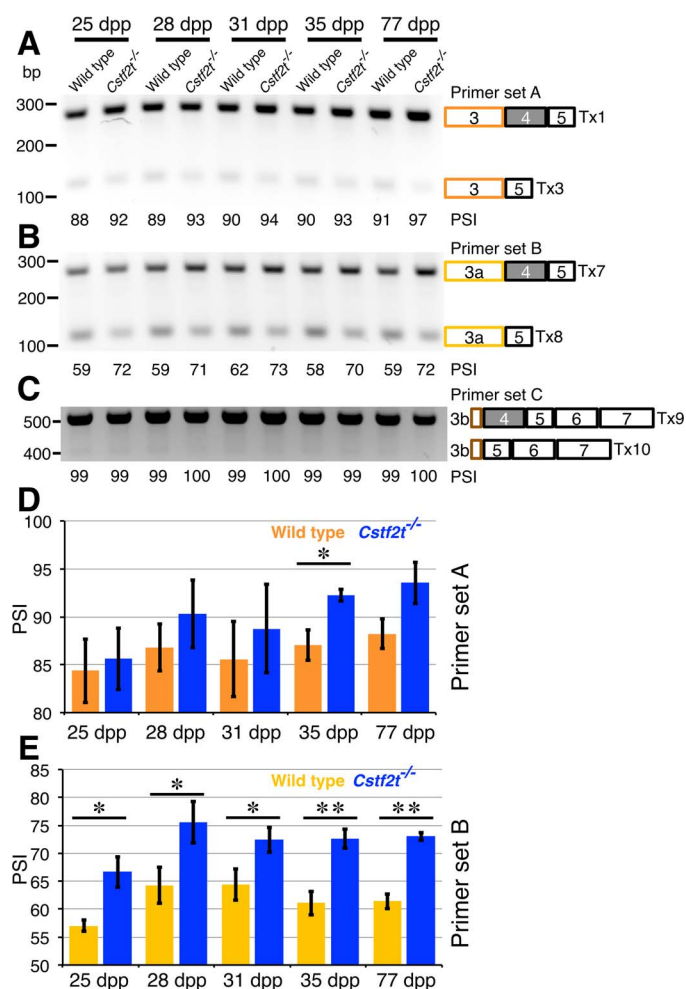 25 dpp 28 dpp 31 dpp 35 dpp 77 dpp
A
Wild type Cstf2t-/- Wild type Cstf2t-/- Wild type Cstf2t-/- Wild type Cstf2t-/- Wild type Cstf2t-/-
bp
Primer set A
300
3 4 5 Tx1
200
3 5 Tx3
100
88 92 89 93 90 94 90 93 91 97 PSI
B
Primer set B
300
3a 4 5 Tx7
200
3a 5 Tx8
100
59 72 59 71 62 73 58 70 59 72 PSI
C
Primer set C
500
3b 4 5 6 7 Tx9
400
3b 5 6 7 Tx10
99 99 99 100 99 99 99 99 99 100 PSI
D
100
Wild type Cstf2t-/-
*
95
90
85
80
PSI
Primer set A
25 dpp 28 dpp 31 dpp 35 dpp 77 dpp
E
85
Wild type Cstf2t-/-
80
* * * ** **
75
70
65
60
55
50
PSI
Primer set B
25 dpp 28 dpp 31 dpp 35 dpp 77 dpp